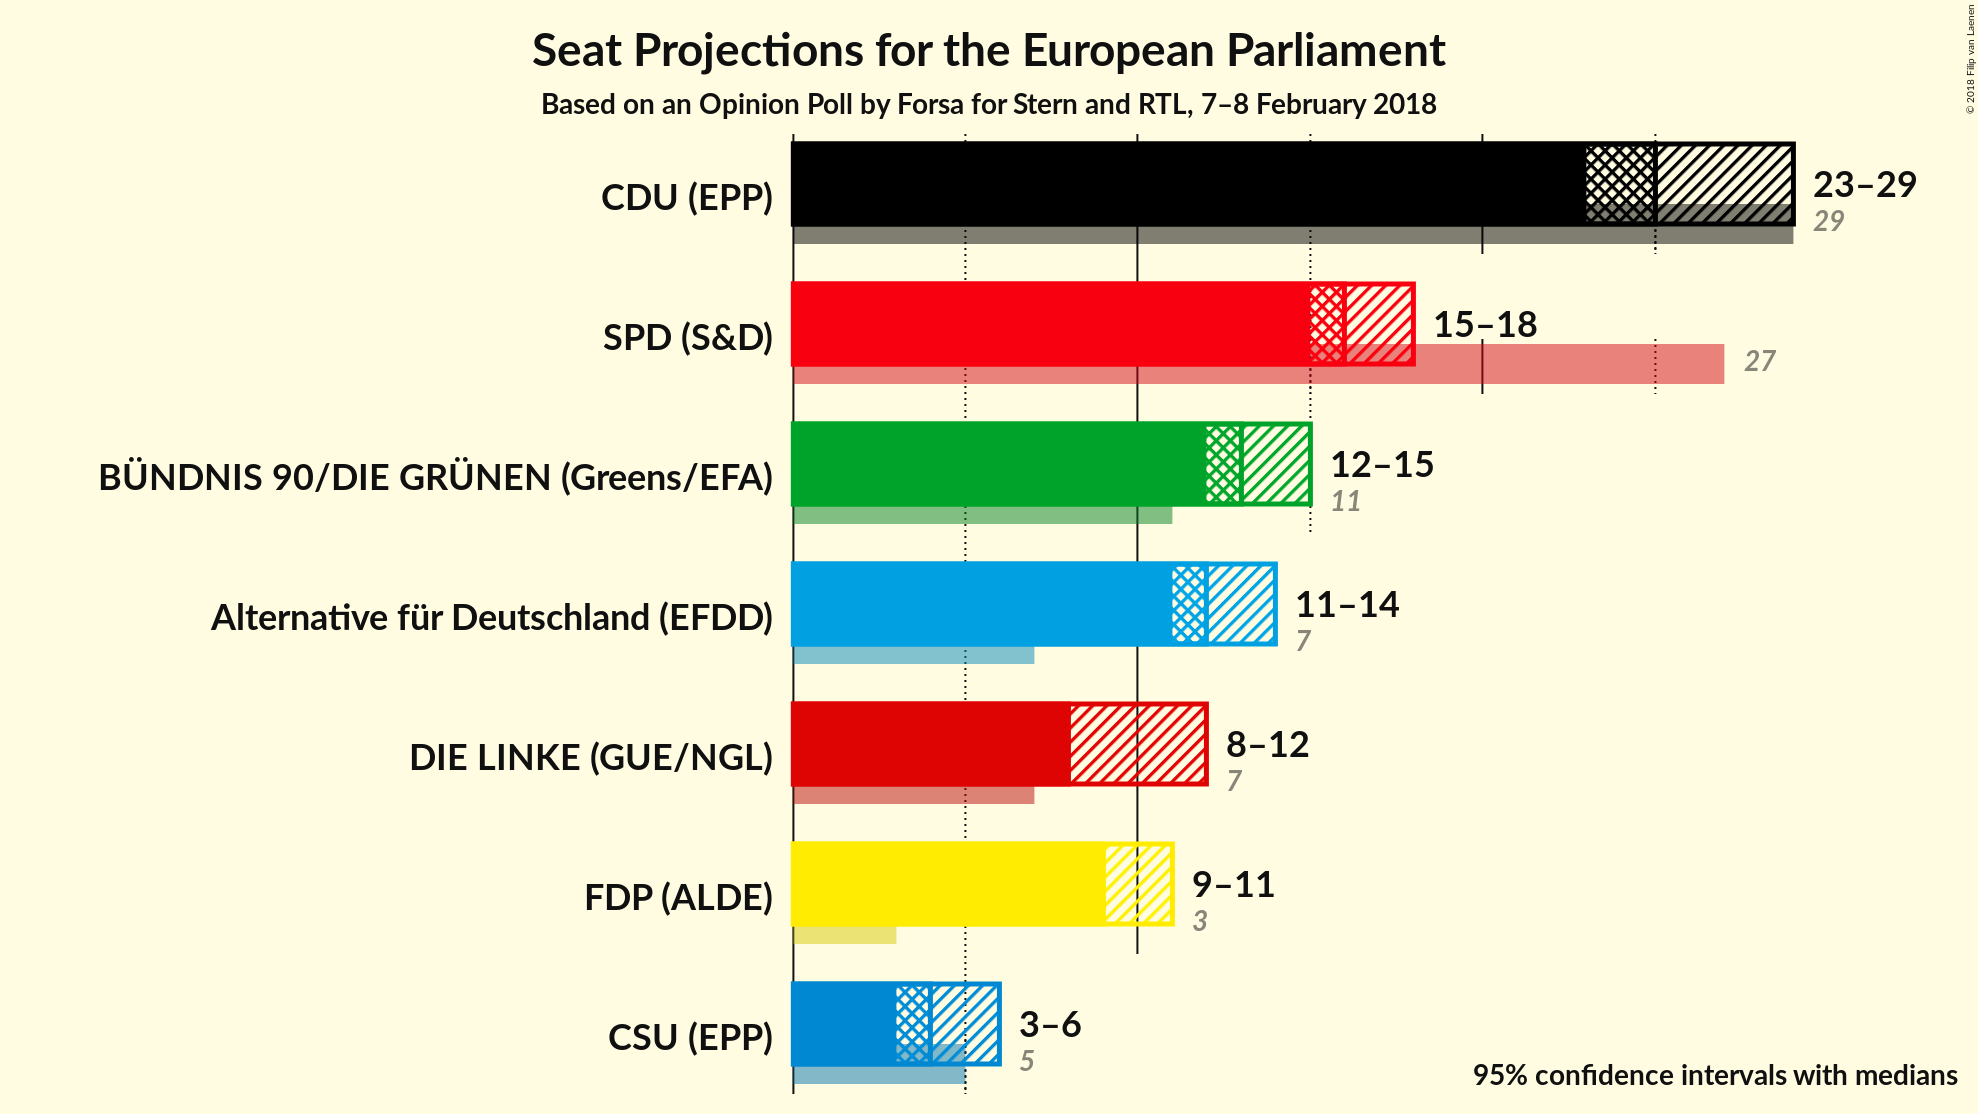 Seat Projections for the European Parliament
Based on an Opinion Poll by Forsa for Stern and RTL, 7–8 February 2018
© 2018 Filip van Laenen
CDU (EPP)
23–29
29
SPD (S&D)
15–18
27
BÜNDNIS 90/DIE GRÜNEN (Greens/EFA)
12–15
11
Alternative für Deutschland (EFDD)
11–14
7
DIE LINKE (GUE/NGL)
8–12
7
FDP (ALDE)
9–11
3
CSU (EPP)
3–6
5
95% confidence intervals with medians